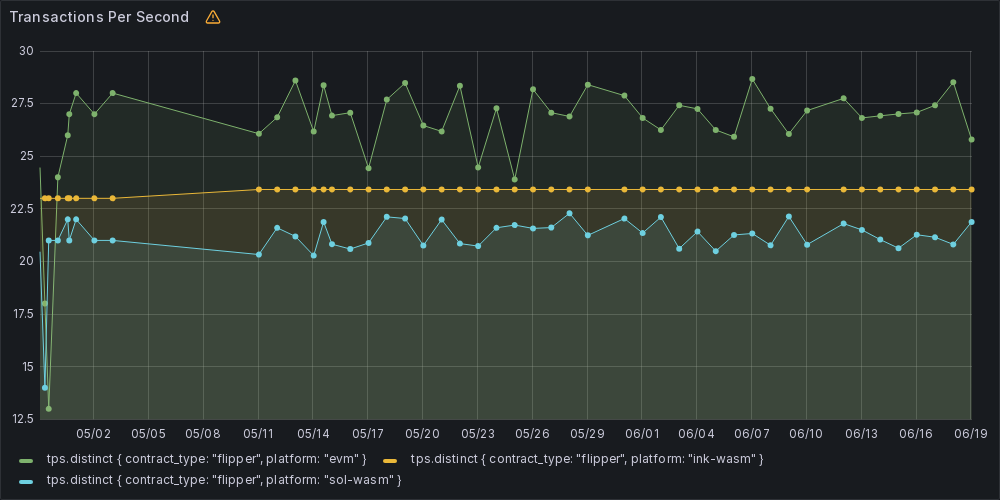 Transactions Per Second
30
27.5
25
22.5
20
17.5
15
12.5
05/02 05/05 05/08 05/11 05/14 05/17 05/20 05/23 05/26 05/29 06/01 06/04 06/07 06/10 06/13 06/16 06/19
tps.distinct { contract_type: "flipper", platform: "evm" } tps.distinct { contract_type: "flipper", platform: "ink-wasm" }
tps.distinct { contract_type: "flipper", platform: "sol-wasm" }